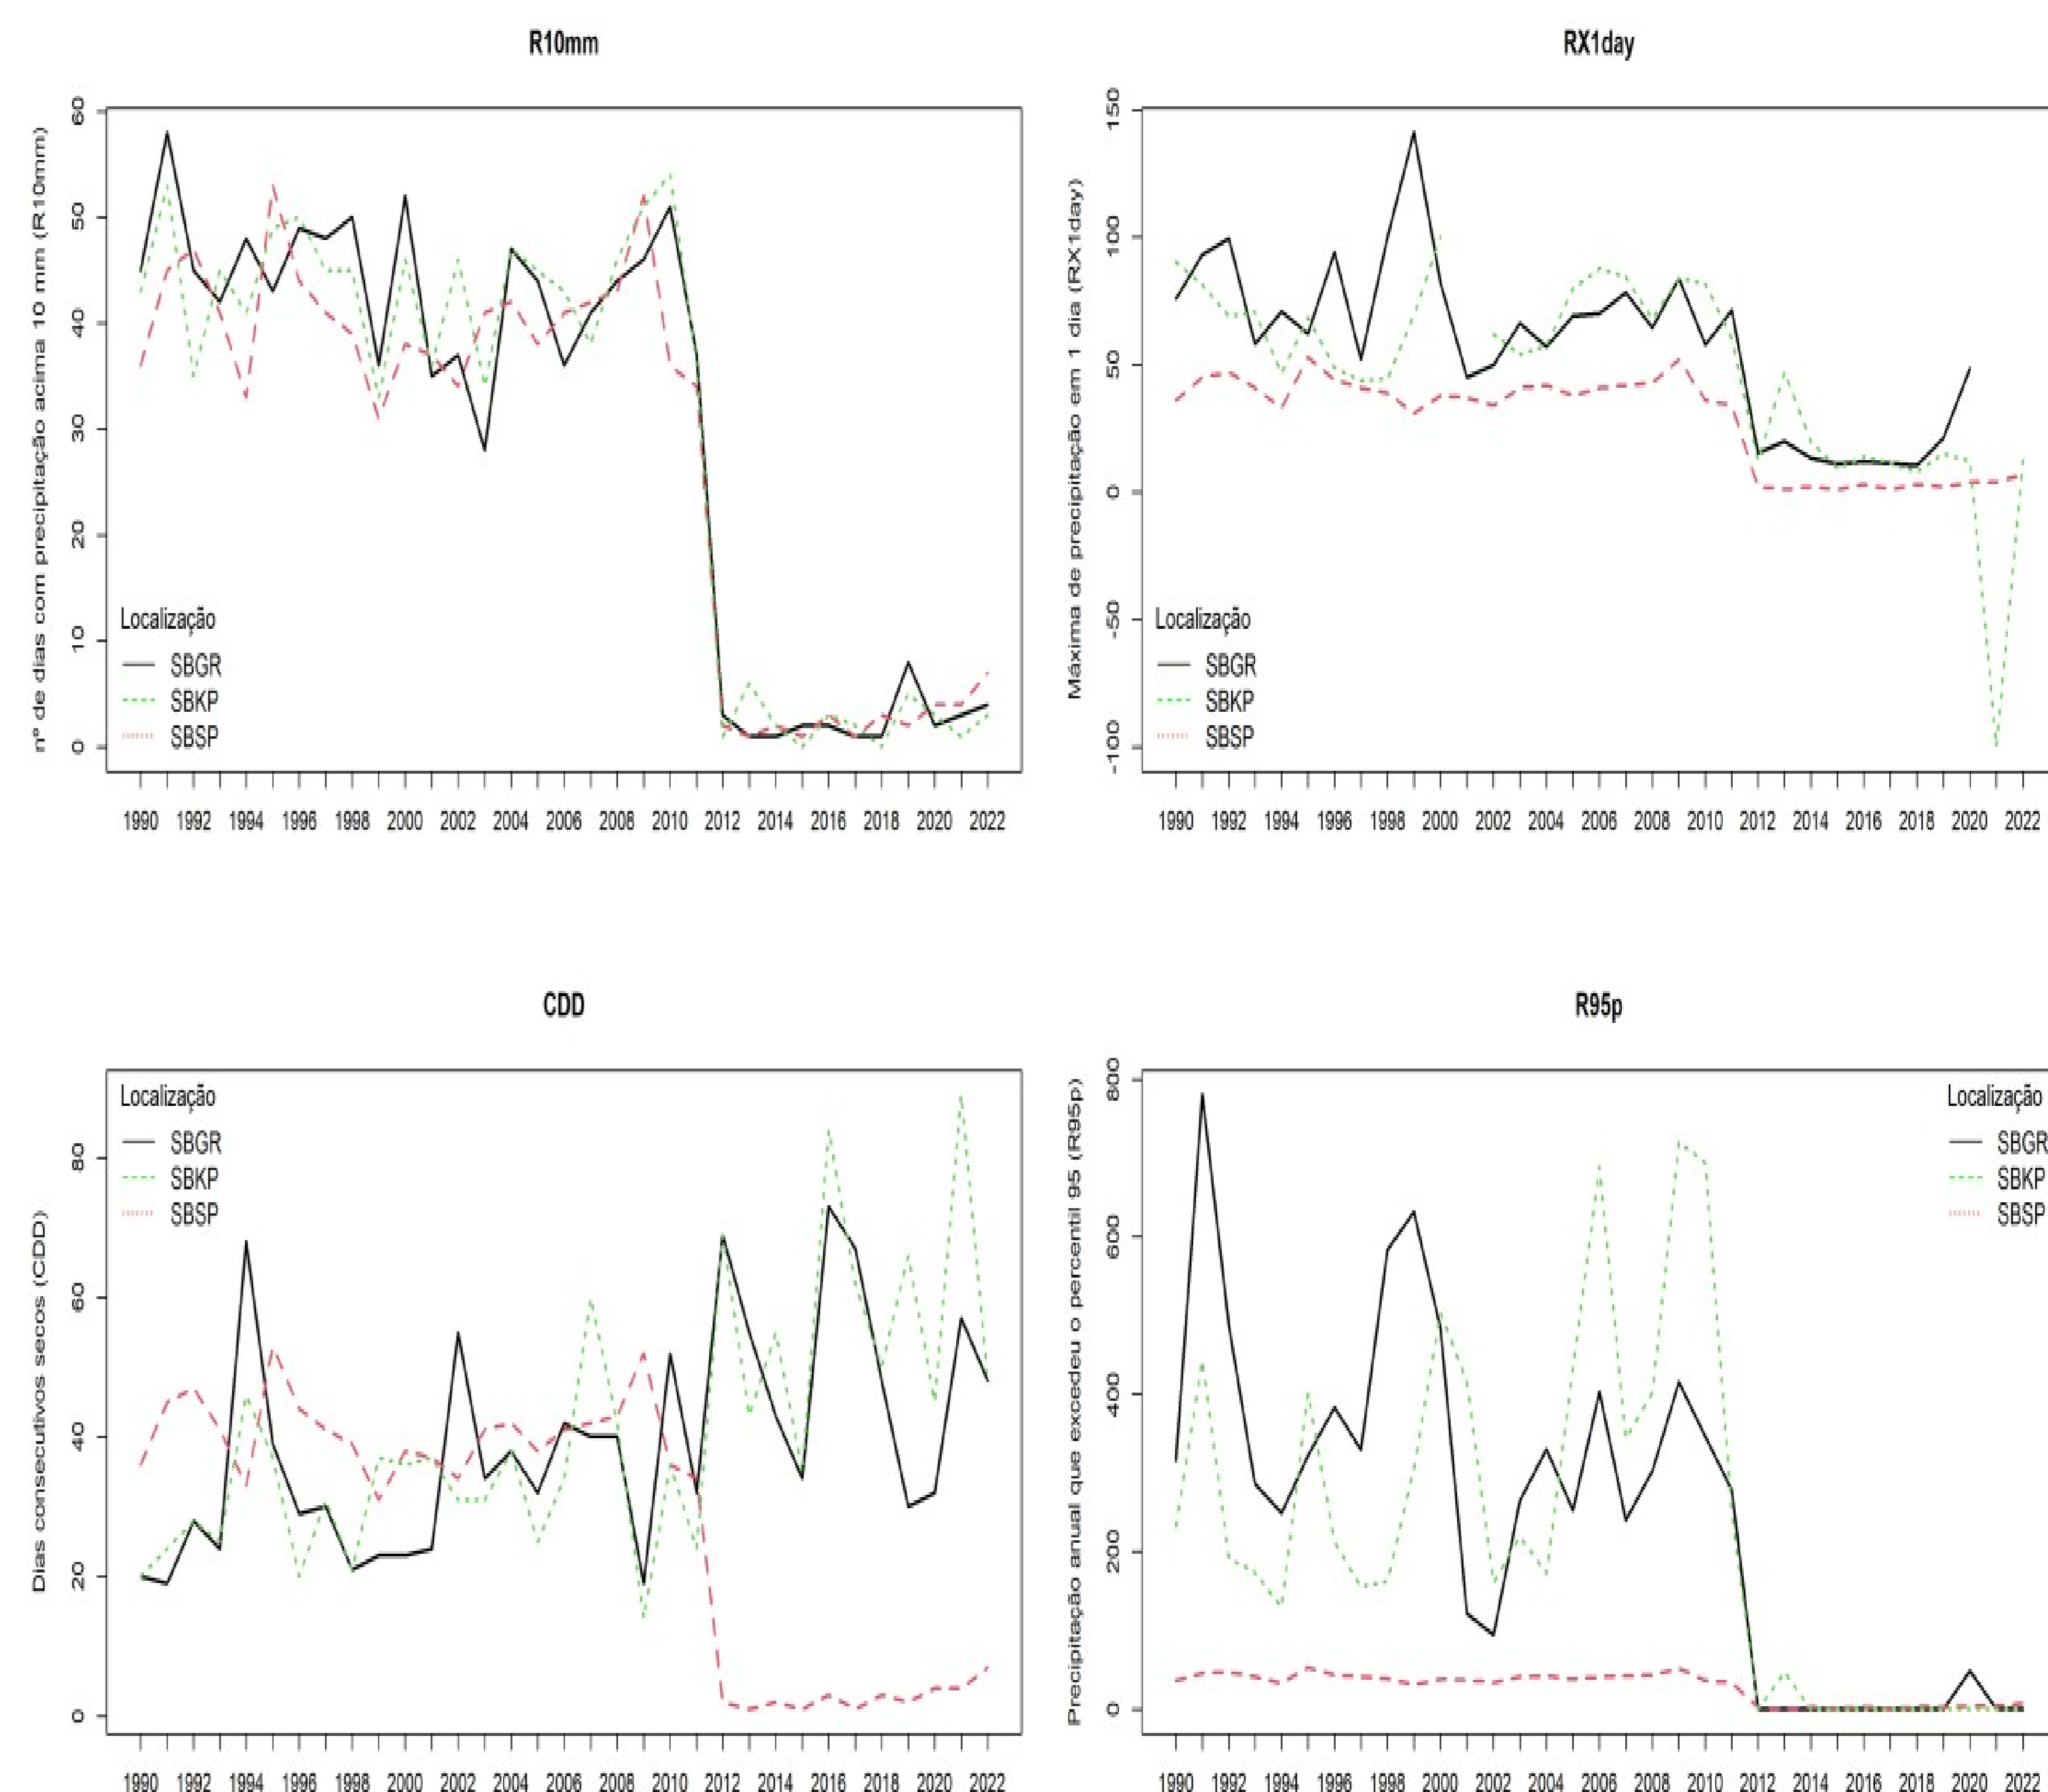 R10mm
nº de dias com precipitação acima 10 mm (R10mm)
60
50
40
30
20
10
0
Localização
SBGR
SBKP
SBSP
1990 1992 1994 1996 1998 2000 2002 2004 2006 2008 2010 2012 2014 2016 2018 2020 2022
RX1day
Máxima de precipitação em 1 dia (RX1day)
150
100
50
0
-50
-100
Localização
SBGR
SBKP
SBSP
1990 1992 1994 1996 1998 2000 2002 2004 2006 2008 2010 2012 2014 2016 2018 2020 2022
CDD
Dias consecutivos secos (CDD)
80
60
40
20
0
Localização
SBGR
SBKP
SBSP
1990 1992 1994 1996 1998 2000 2002 2004 2006 2008 2010 2012 2014 2016 2018 2020 2022
R95p
Precipitação anual que excedeu o percentil 95 (R95p)
800
600
400
200
0
Localização
SBGR
SBKP
SBSP
1990 1992 1994 1996 1998 2000 2002 2004 2006 2008 2010 2012 2014 2016 2018 2020 2022